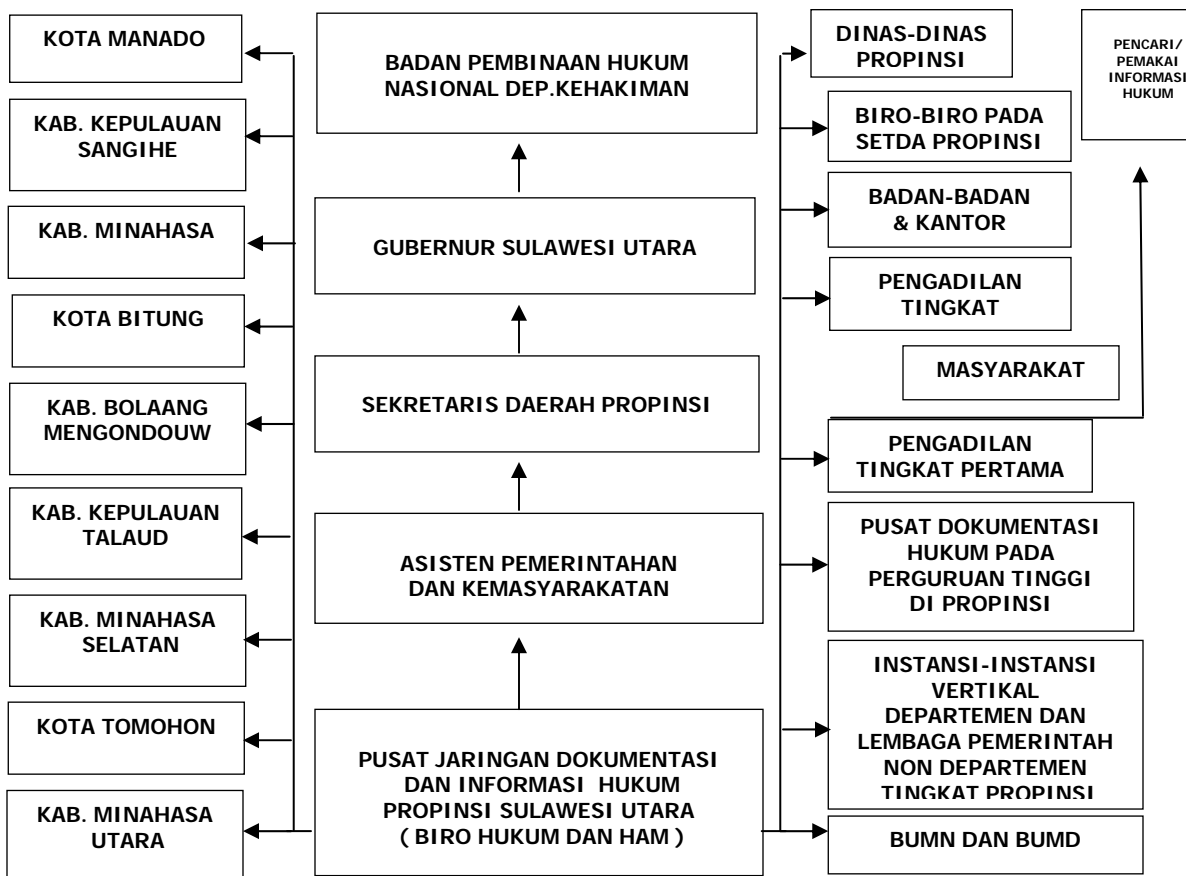 KOTA MANADO
KAB. KEPULAUAN
SANGIHE
KAB. MINAHASA
KOTA BITUNG
KAB. BOLAANG
MENGONDOUW
KAB. KEPULAUAN
TALAUD
KAB. MINAHASA
SELATAN
KOTA TOMOHON
KAB. MINAHASA
UTARA
BADAN PEMBINAAN HUKUM
NASIONAL DEP.KEHAKIMAN
GUBERNUR SULAWESI UTARA
SEKRETARIS DAERAH PROPINSI
ASISTEN PEMERINTAHAN
DAN KEMASYARAKATAN
PUSAT JARINGAN DOKUMENTASI
DAN INFORMASI HUKUM
PROPINSI SULAWESI UTARA
( BIRO HUKUM DAN HAM )
DINAS-DINAS
PROPINSI
BIRO-BIRO PADA
SETDA PROPINSI
BADAN-BADAN
& KANTOR
PENGADILAN
TINGKAT
MASYARAKAT
PENGADILAN
TINGKAT PERTAMA
PUSAT DOKUMENTASI
HUKUM PADA
PERGURUAN TINGGI
DI PROPINSI
INSTANSI-INSTANSI
VERTIKAL
DEPARTEMEN DAN
LEMBAGA PEMERINTAH
NON DEPARTEMEN
TINGKAT PROPINSI
BUMN DAN BUMD
PENCARI/
PEMAKAI
INFORMASI
HUKUM